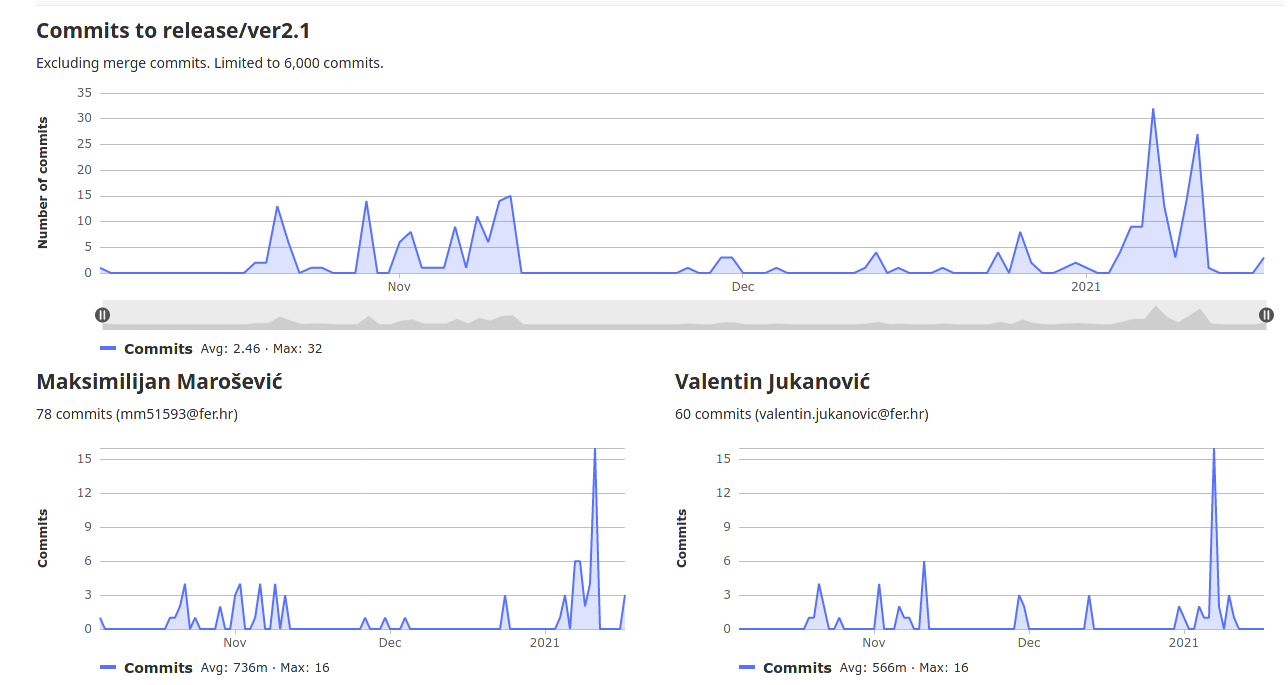 Commits to release/ver2.1
Excluding merge commits. Limited to 6,000 commits.
Number of commits
35
30
25
20
15
10
5
0
Nov
Dec
2021
Commits Avg: 2.46 · Max: 32
Maksimilijan Marošević
78 commits (mm51593@fer.hr)
Commits
15
12
9
6
3
0
Nov
Dec
2021
Commits Avg: 736m · Max: 16
Valentin Jukanović
60 commits (valentin.jukanovic@fer.hr)
Commits
15
12
9
6
3
0
Nov
Dec
2021
Commits Avg: 566m · Max: 16